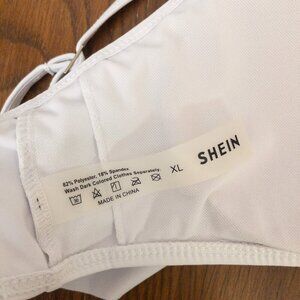 82% Polyester, 18% Spandex
Wash Dark Colored Clothes Separately.
MADE IN CHINA
XL
SHEIN